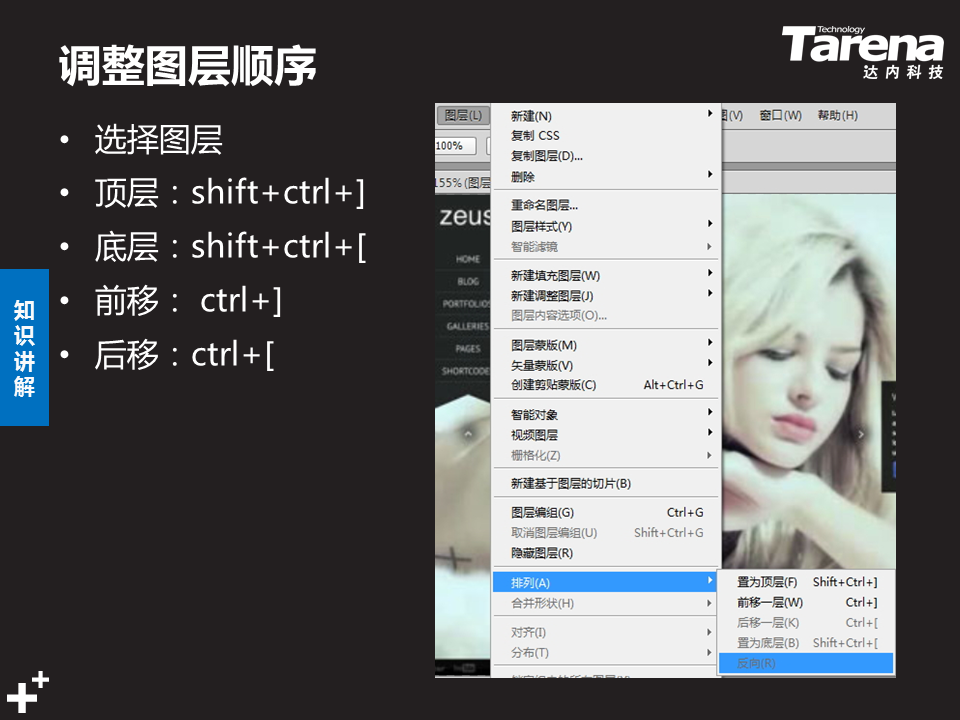 调整图层顺序
Technology
Tarena
达内科技
• 选择图层
• 顶层：shift+ctrl+]
• 底层：shift+ctrl+[
• 前移： ctrl+]
• 后移：ctrl+[
知识讲解
图层(L)
图(V) 窗口(W) 帮助(H)
100%
155% (图层
zeus
HOME
BLOG
PORTFOLIOS
GALLERIES
PAGES
SHORTCODE
新建(N)
复制 CSS
复制图层(D)...
删除
重命名图层...
图层样式(Y)
智能滤镜
新建填充图层(W)
新建调整图层(J)
图层内容选项(O)...
图层蒙版(M)
矢量蒙版(V)
创建剪贴蒙版(C) Alt+Ctrl+G
智能对象
视频图层
栅格化(Z)
新建基于图层的切片(B)
图层编组(G) Ctrl+G
取消图层编组(U) Shift+Ctrl+G
隐藏图层(R)
排列(A)
合并形状(H)
对齐(I)
分布(T)
置为顶层(F) Shift+Ctrl+]
前移一层(W) Ctrl+]
后移一层(K) Ctrl+[
置为底层(B) Shift+Ctrl+[
反向(R)